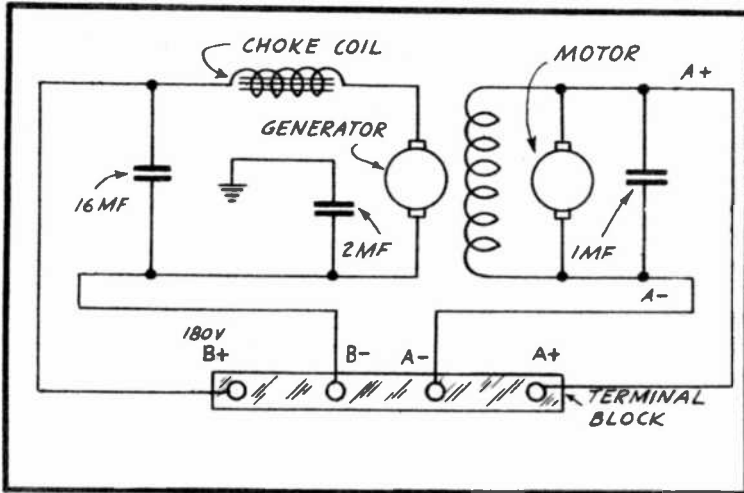 CHOKE COIL
MOTOR
A+
GENERATOR
16MF
2MF
1MF
A-
180V
B+
B-
A-
A+
TERMINAL
BLOCK